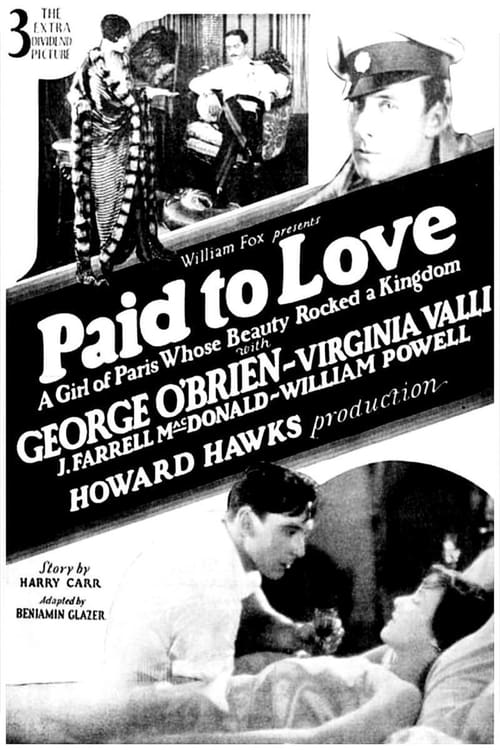 3 THE
EXTRA
DIVIDEND
PICTURE
William Fox presents
Paid to Love
A Girl of Paris Whose Beauty Rocked a Kingdom
with
GEORGE O'BRIEN-VIRGINIA VALLI
J. FARRELL MacDONALD-WILLIAM POWELL
HOWARD HAWKS production
Story by
HARRY CARR
Adapted by
BENJAMIN GLAZER